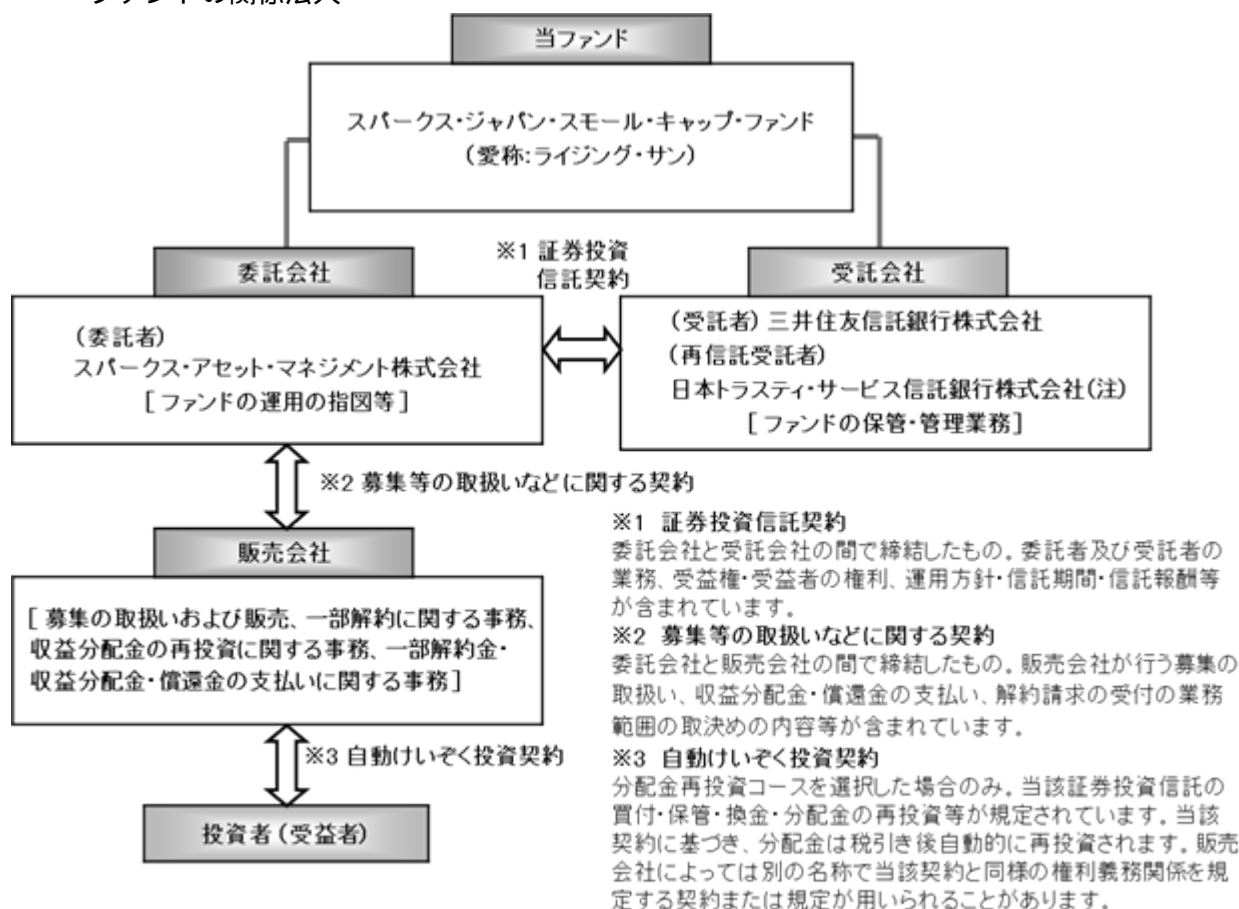 ファンドの関係法人
当ファンド
スパークス・ジャパン・スモール・キャップ・ファンド
(愛称:ライジング・サン)
委託会社
※1 証券投資
信託契約
受託会社
(委託者)
スパークス・アセット・マネジメント株式会社
[ファンドの運用の指図等]
(受託者) 三井住友信託銀行株式会社
(再信託受託者)
日本トラスティ・サービス信託銀行株式会社(注)
[ファンドの保管・管理業務]
※2 募集等の取扱いなどに関する契約
販売会社
[ 募集の取扱いおよび販売、一部解約に関する事務、
収益分配金の再投資に関する事務、一部解約金・
収益分配金・償還金の支払いに関する事務]
※3 自動けいぞく投資契約
投資者(受益者)
※1 証券投資信託契約
委託会社と受託会社の間で締結したもの。委託者及び受託者の
業務、受益権・受益者の権利、運用方針・信託期間・信託報酬等
が含まれています。
※2 募集等の取扱いなどに関する契約
委託会社と販売会社の間で締結したもの。販売会社が行う募集の
取扱い、収益分配金・償還金の支払い、解約請求の受付の業務
範囲の取決めの内容等が含まれています。
※3 自動けいぞく投資契約
分配金再投資コースを選択した場合のみ。当該証券投資信託の
買付・保管・換金・分配金の再投資等が規定されています。当該
契約に基づき、分配金は税引き後自動的に再投資されます。販売
会社によっては別の名称で当該契約と同様の権利義務関係を規
定する契約または規定が用いられることがあります。